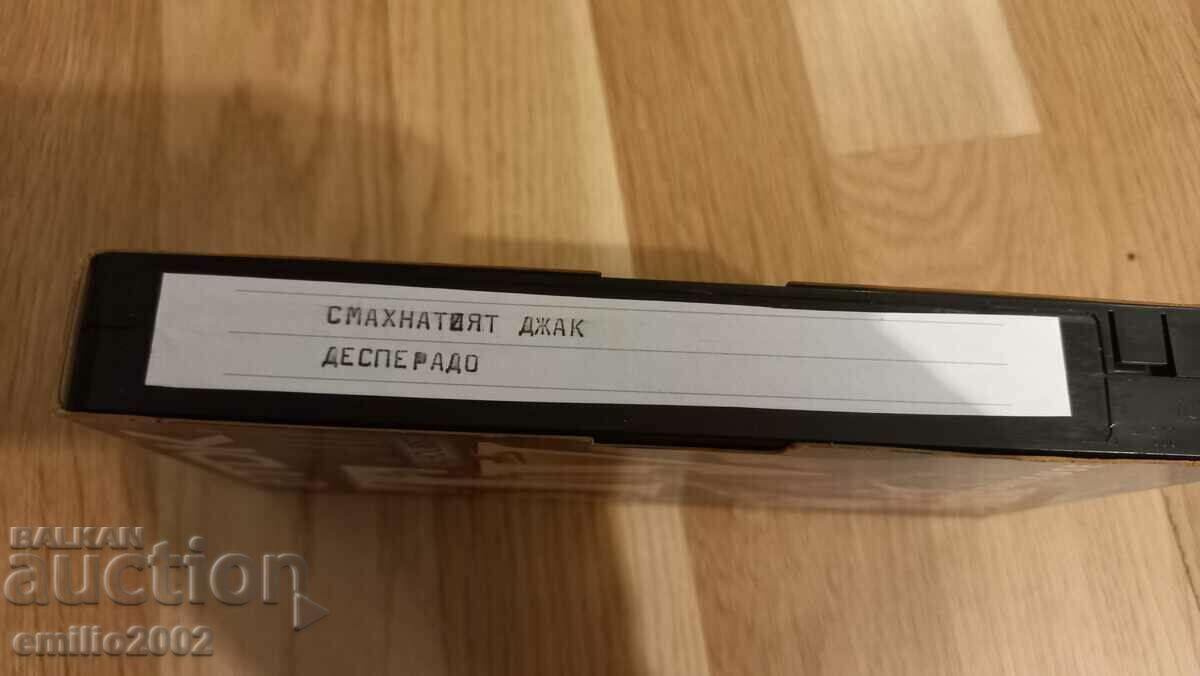 СМАХНАТИЯТ ДЖАК
ДЕСПЕРАДО
BALKAN
auction
emilio2002